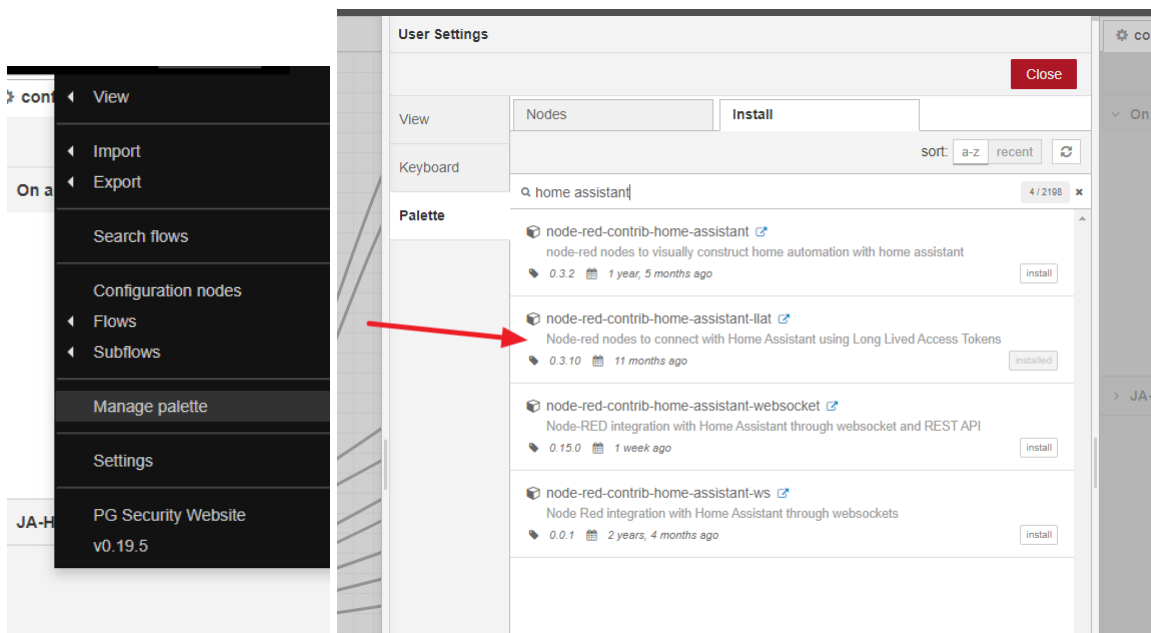 conf
View
Import
Export
On a
Search flows
Configuration nodes
Flows
Subflows
Manage palette
Settings
JA-H
PG Security Website
v0.19.5
User Settings
Close
View
Keyboard
Palette
Nodes
Install
sort: a-z recent
home assistant
4 / 2198
node-red-contrib-home-assistant
node-red nodes to visually construct home automation with home assistant
0.3.2 1 year, 5 months ago
install
node-red-contrib-home-assistant-llat
Node-red nodes to connect with Home Assistant using Long Lived Access Tokens
0.3.10 11 months ago
installed
node-red-contrib-home-assistant-websocket
Node-RED integration with Home Assistant through websocket and REST API
0.15.0 1 week ago
install
node-red-contrib-home-assistant-ws
Node Red integration with Home Assistant through websockets
0.0.1 2 years, 4 months ago
install
co
On
JA-